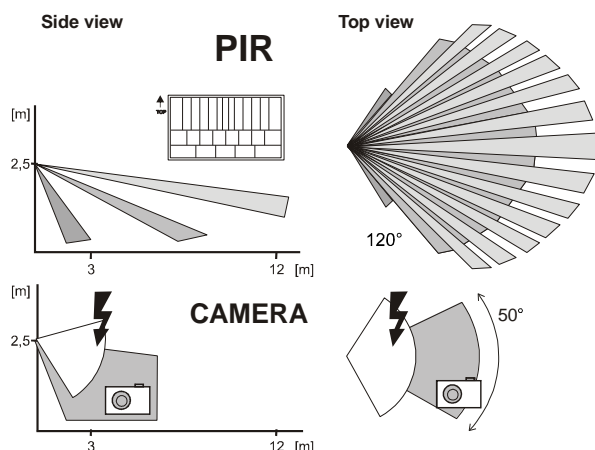 Side view
Top view
PIR
TOP
[m]
2,5
120°
3
12
[m]
[m]
CAMERA
50°
2,5
3
12
[m]